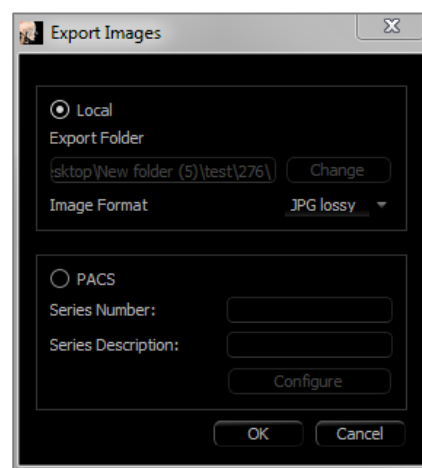 Export Images
Local
Export Folder
sktop\New folder (5)\test\276\ Change
Image Format JPG lossy
PACS
Series Number:
Series Description:
Configure
OK Cancel